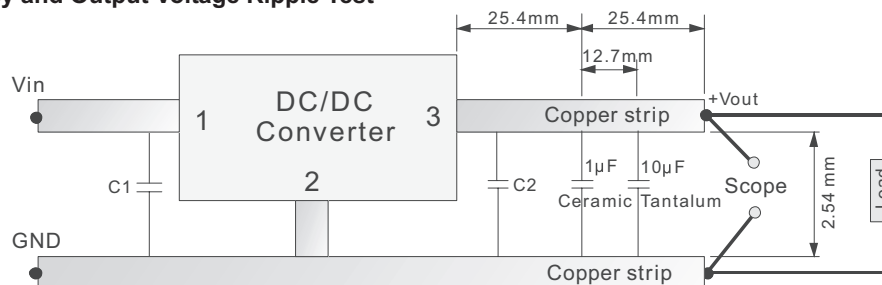 and Output Voltage Ripple Test
25.4mm 25.4mm
12.7mm
Vin
DC/DC
Converter
1
3
2
Copper strip
+Vout
C1
C2
1µF
10µF
Ceramic
Tantalum
Scope
2.54 mm
GND
Copper strip